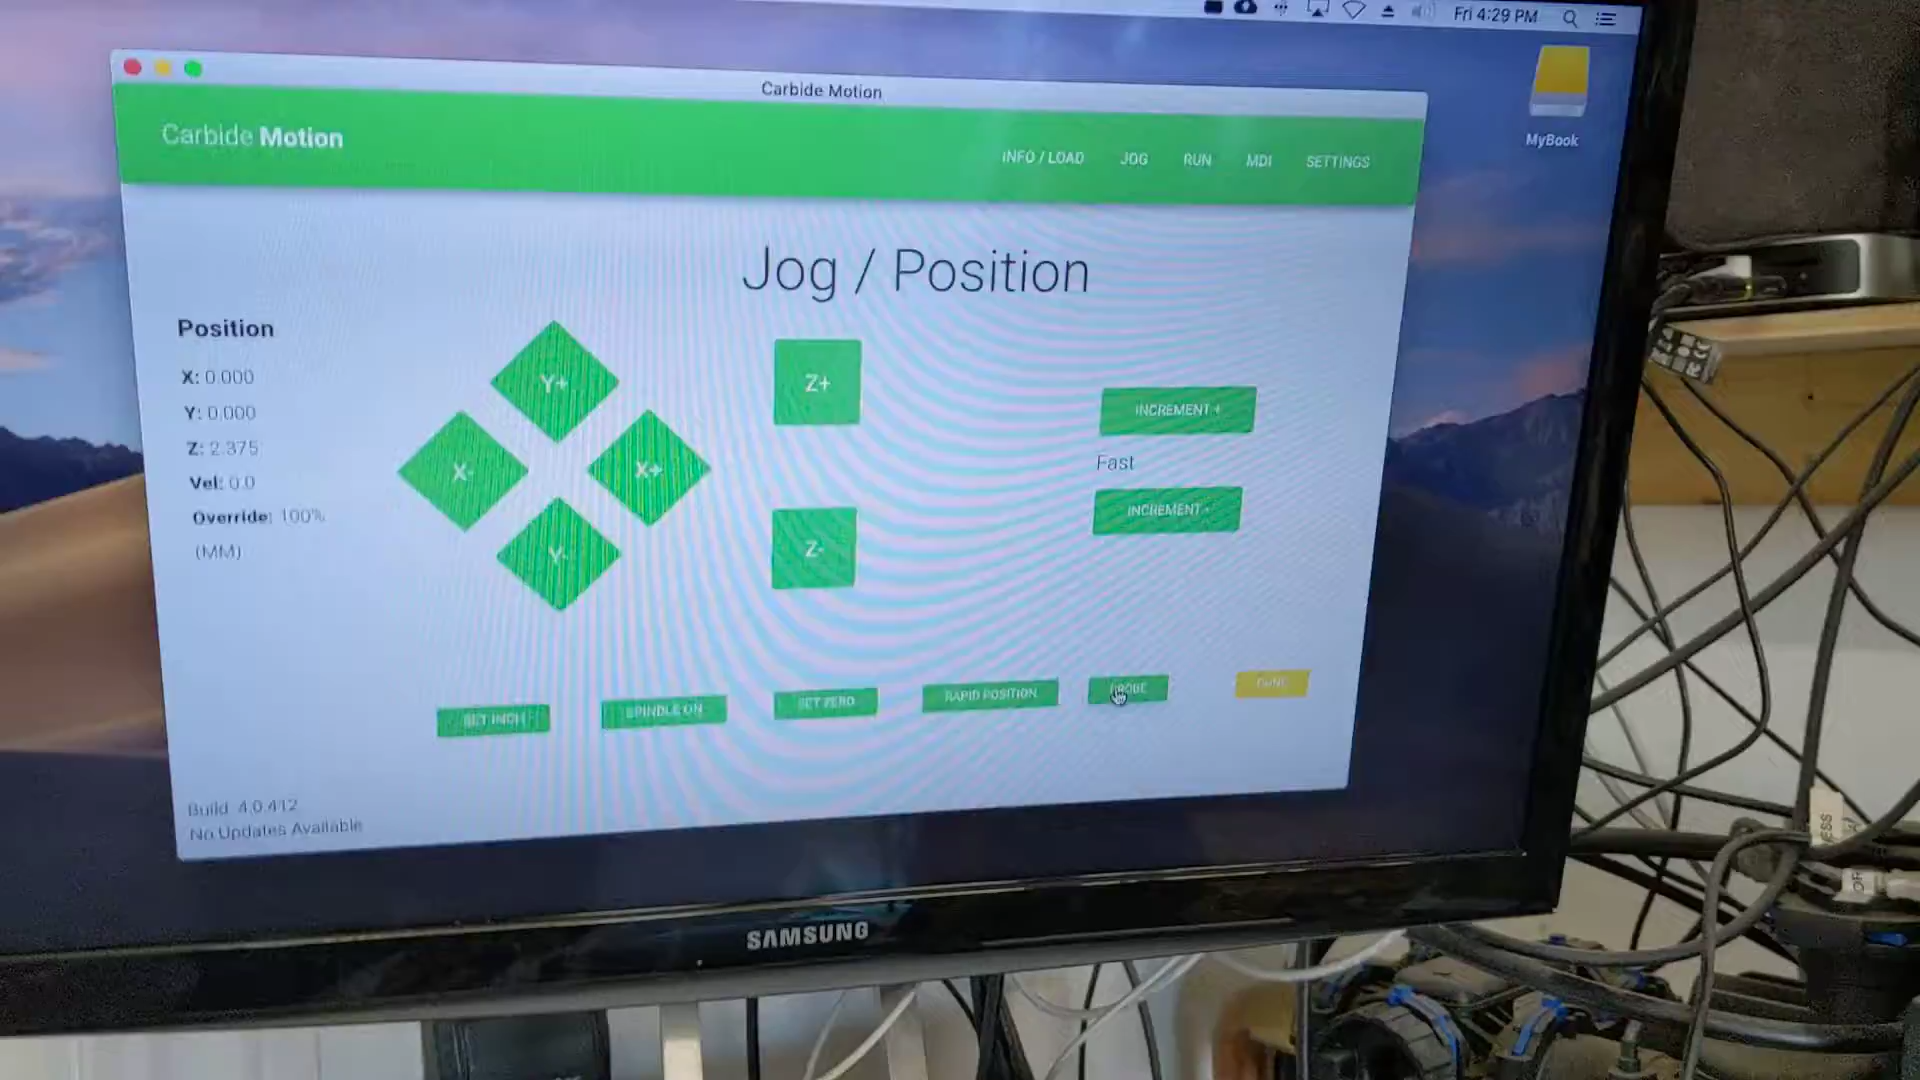 Fri 4:29 PM
Carbide Motion
Carbide Motion
INFO / LOAD JOG RUN MDI SETTINGS
MyBook
Jog / Position
Position
X: 0.000
Y: 0.000
Z: 2.375
Vel: 0.0
Override: 100%
(MM)
Y+
X-
X+
Y-
Z+
Z-
INCREMENT +
Fast
INCREMENT -
SET INCH
SPINDLE ON
SET ZERO
RAPID POSITION
PROBE
DONE
Build 4.0.412
No Updates Available
SAMSUNG